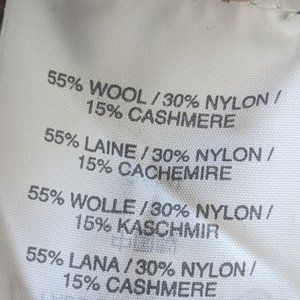 55% WOOL / 30% NYLON /
15% CASHMERE
55% LAINE / 30% NYLON /
15% CACHEMIRE
55% WOLLE / 30% NYLON /
15% KASCHMIR
55% LANA / 30% NYLON /
15% CASHMERE